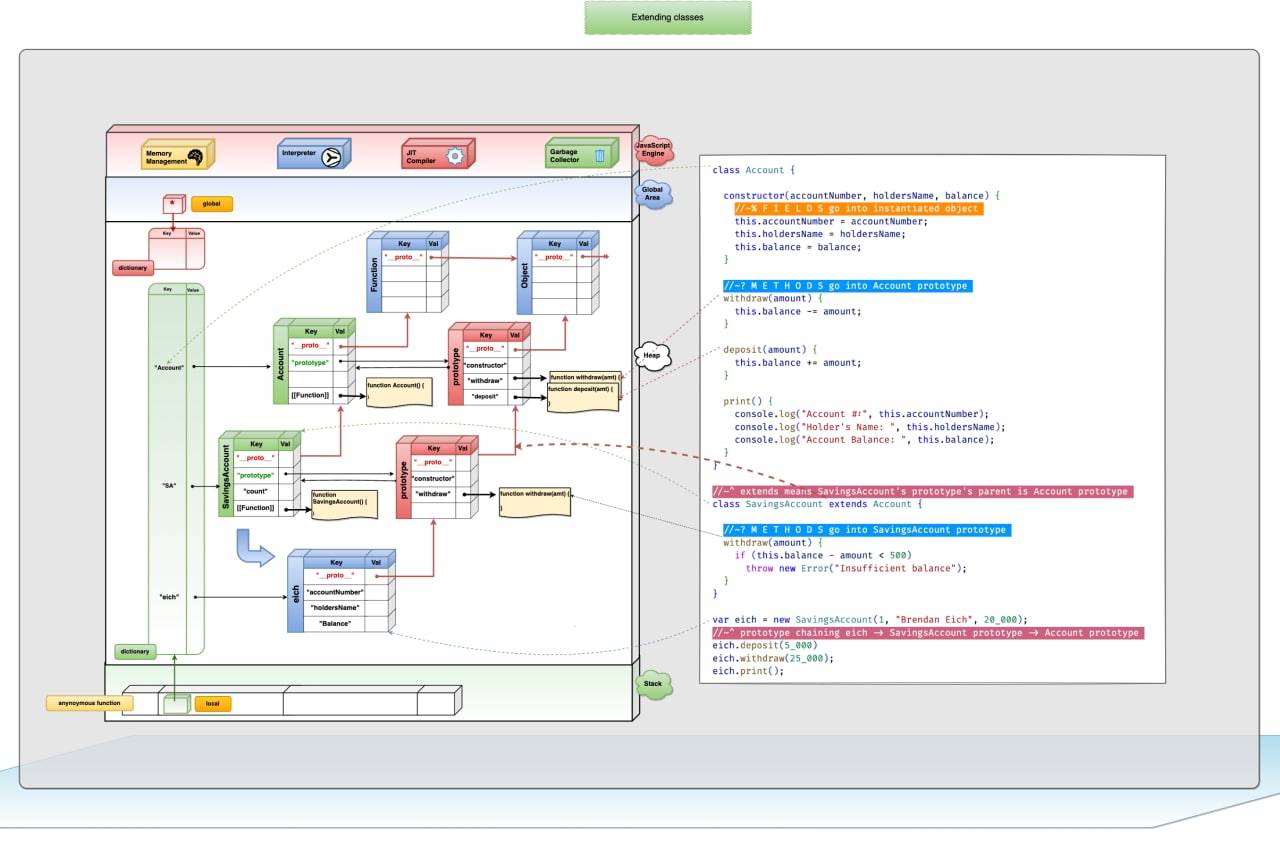 Extending classes
Memory
Management
Interpreter
JIT
Compiler
Garbage
Collector
JavaScript
Engine
Global
Area
*
global
Key Value
dictionary
Key Value
"Account"
"SA"
"eich"
dictionary
Function
Key Val
"__proto_"
Object
Key Val
"__proto_"
Account
Key Val
"__proto_"
"prototype"
[[Function]]
function Account() {
}
prototype
Key Val
"__proto_"
"constructor"
"withdraw"
"deposit"
function withdraw(amt) {
function deposit(amt) {
}
Heap
SavingsAccount
Key Val
"__proto_"
"prototype"
"count"
[[Function]]
function
SavingsAccount() {
}
prototype
Key Val
"__proto_"
"constructor"
"withdraw"
function withdraw(amt) {
}
eich
Key Val
"__proto_"
"accountNumber"
"holdersName"
"Balance"
Stack
anynoymous function
local
class Account {
constructor(accountNumber, holdersName, balance) {
//~% F I E L D S go into instantiated object
this.accountNumber = accountNumber;
this.holdersName = holdersName;
this.balance = balance;
}
//~? M E T H O D S go into Account prototype
withdraw(amount) {
this.balance -= amount;
}
deposit(amount) {
this.balance += amount;
}
print() {
console.log("Account #:", this.accountNumber);
console.log("Holder's Name: ", this.holdersName);
console.log("Account Balance: ", this.balance);
}
}
//~^ extends means SavingsAccount's prototype's parent is Account prototype
class SavingsAccount extends Account {
//~? M E T H O D S go into SavingsAccount prototype
withdraw(amount) {
if (this.balance - amount < 500)
throw new Error("Insufficient balance");
}
}
var eich = new SavingsAccount(1, "Brendan Eich", 20_000);
//~^ prototype chaining eich → SavingsAccount prototype → Account prototype
eich.deposit(5_000)
eich.withdraw(25_000);
eich.print();